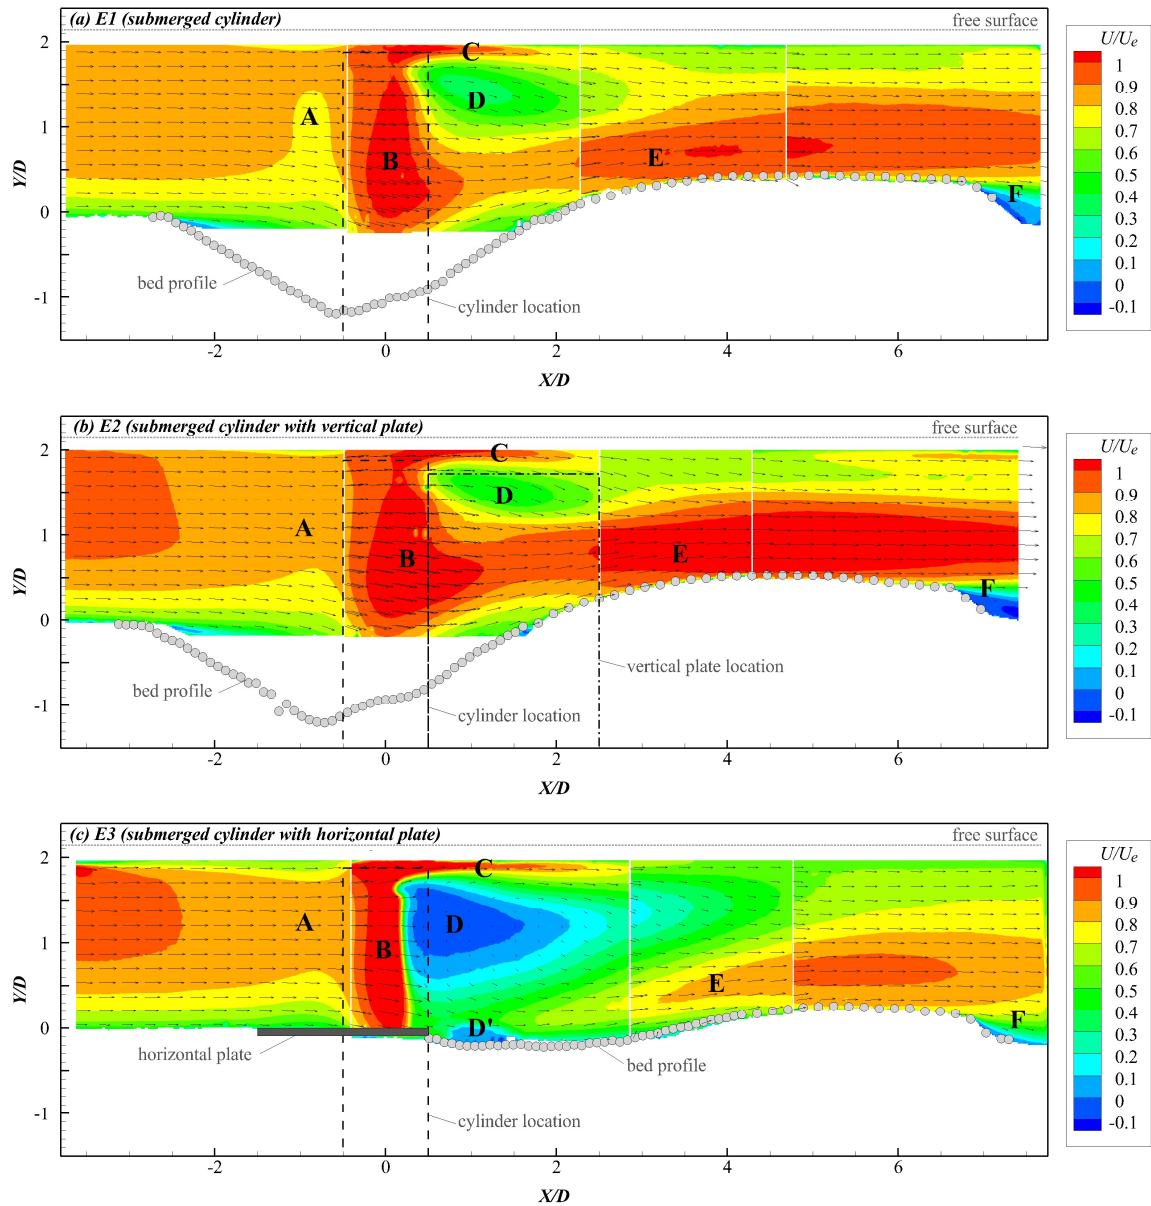 (a) E1 (submerged cylinder)
free surface
U/Ue
2
1
0
-1
Y/D
A
B
C
D
E
F
bed profile
cylinder location
-2
0
2
4
6
X/D
1
0.9
0.8
0.7
0.6
0.5
0.4
0.3
0.2
0.1
0
-0.1
(b) E2 (submerged cylinder with vertical plate)
free surface
U/Ue
2
1
0
-1
Y/D
A
B
C
D
E
F
bed profile
vertical plate location
cylinder location
-2
0
2
4
6
X/D
1
0.9
0.8
0.7
0.6
0.5
0.4
0.3
0.2
0.1
0
-0.1
(c) E3 (submerged cylinder with horizontal plate)
free surface
U/Ue
2
1
0
-1
Y/D
A
B
C
D
D'
E
F
horizontal plate
bed profile
cylinder location
-2
0
2
4
6
X/D
1
0.9
0.8
0.7
0.6
0.5
0.4
0.3
0.2
0.1
0
-0.1